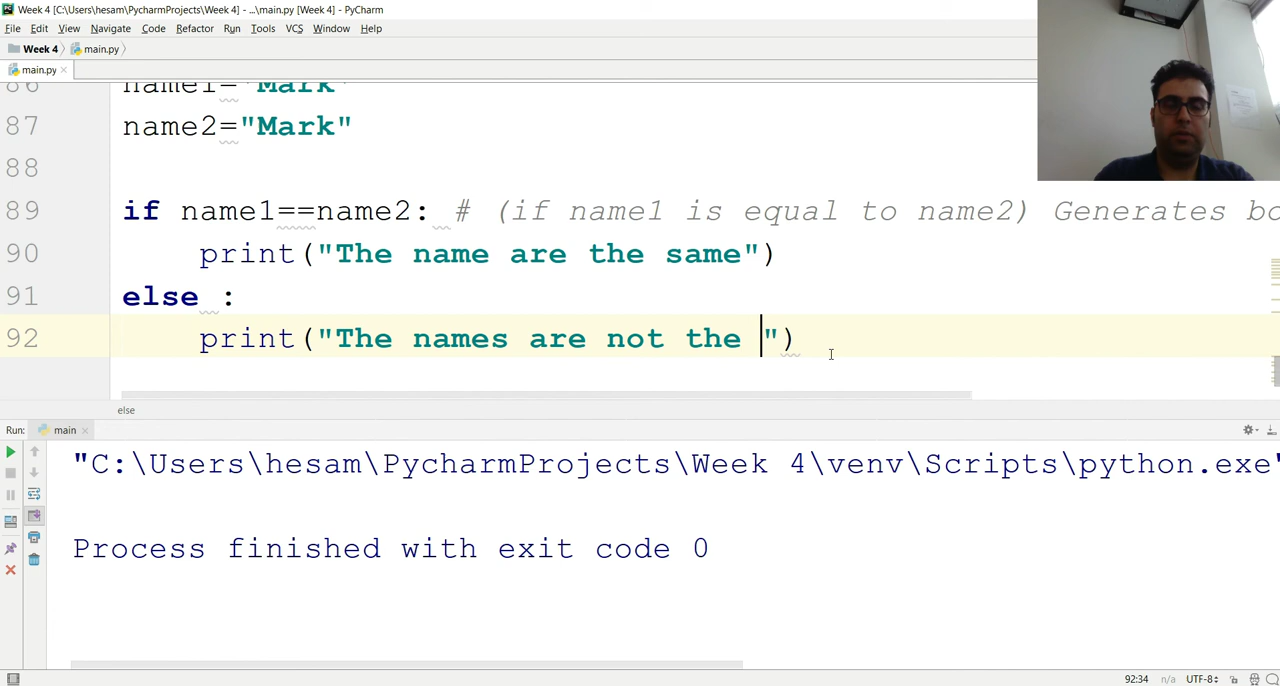 Week 4 [C:\Users\hesam\PycharmProjects\Week 4] - ...\main.py [Week 4] - PyCharm
File Edit View Navigate Code Refactor Run Tools VCS Window Help
Week 4 main.py
main.py
86 name1="Mark"
87 name2="Mark"
88
89 if name1==name2: # (if name1 is equal to name2) Generates bo
90 print("The name are the same")
91 else :
92 print("The names are not the ")
else
Run: main
"C:\Users\hesam\PycharmProjects\Week 4\venv\Scripts\python.exe"
Process finished with exit code 0
92:34 n/a UTF-8